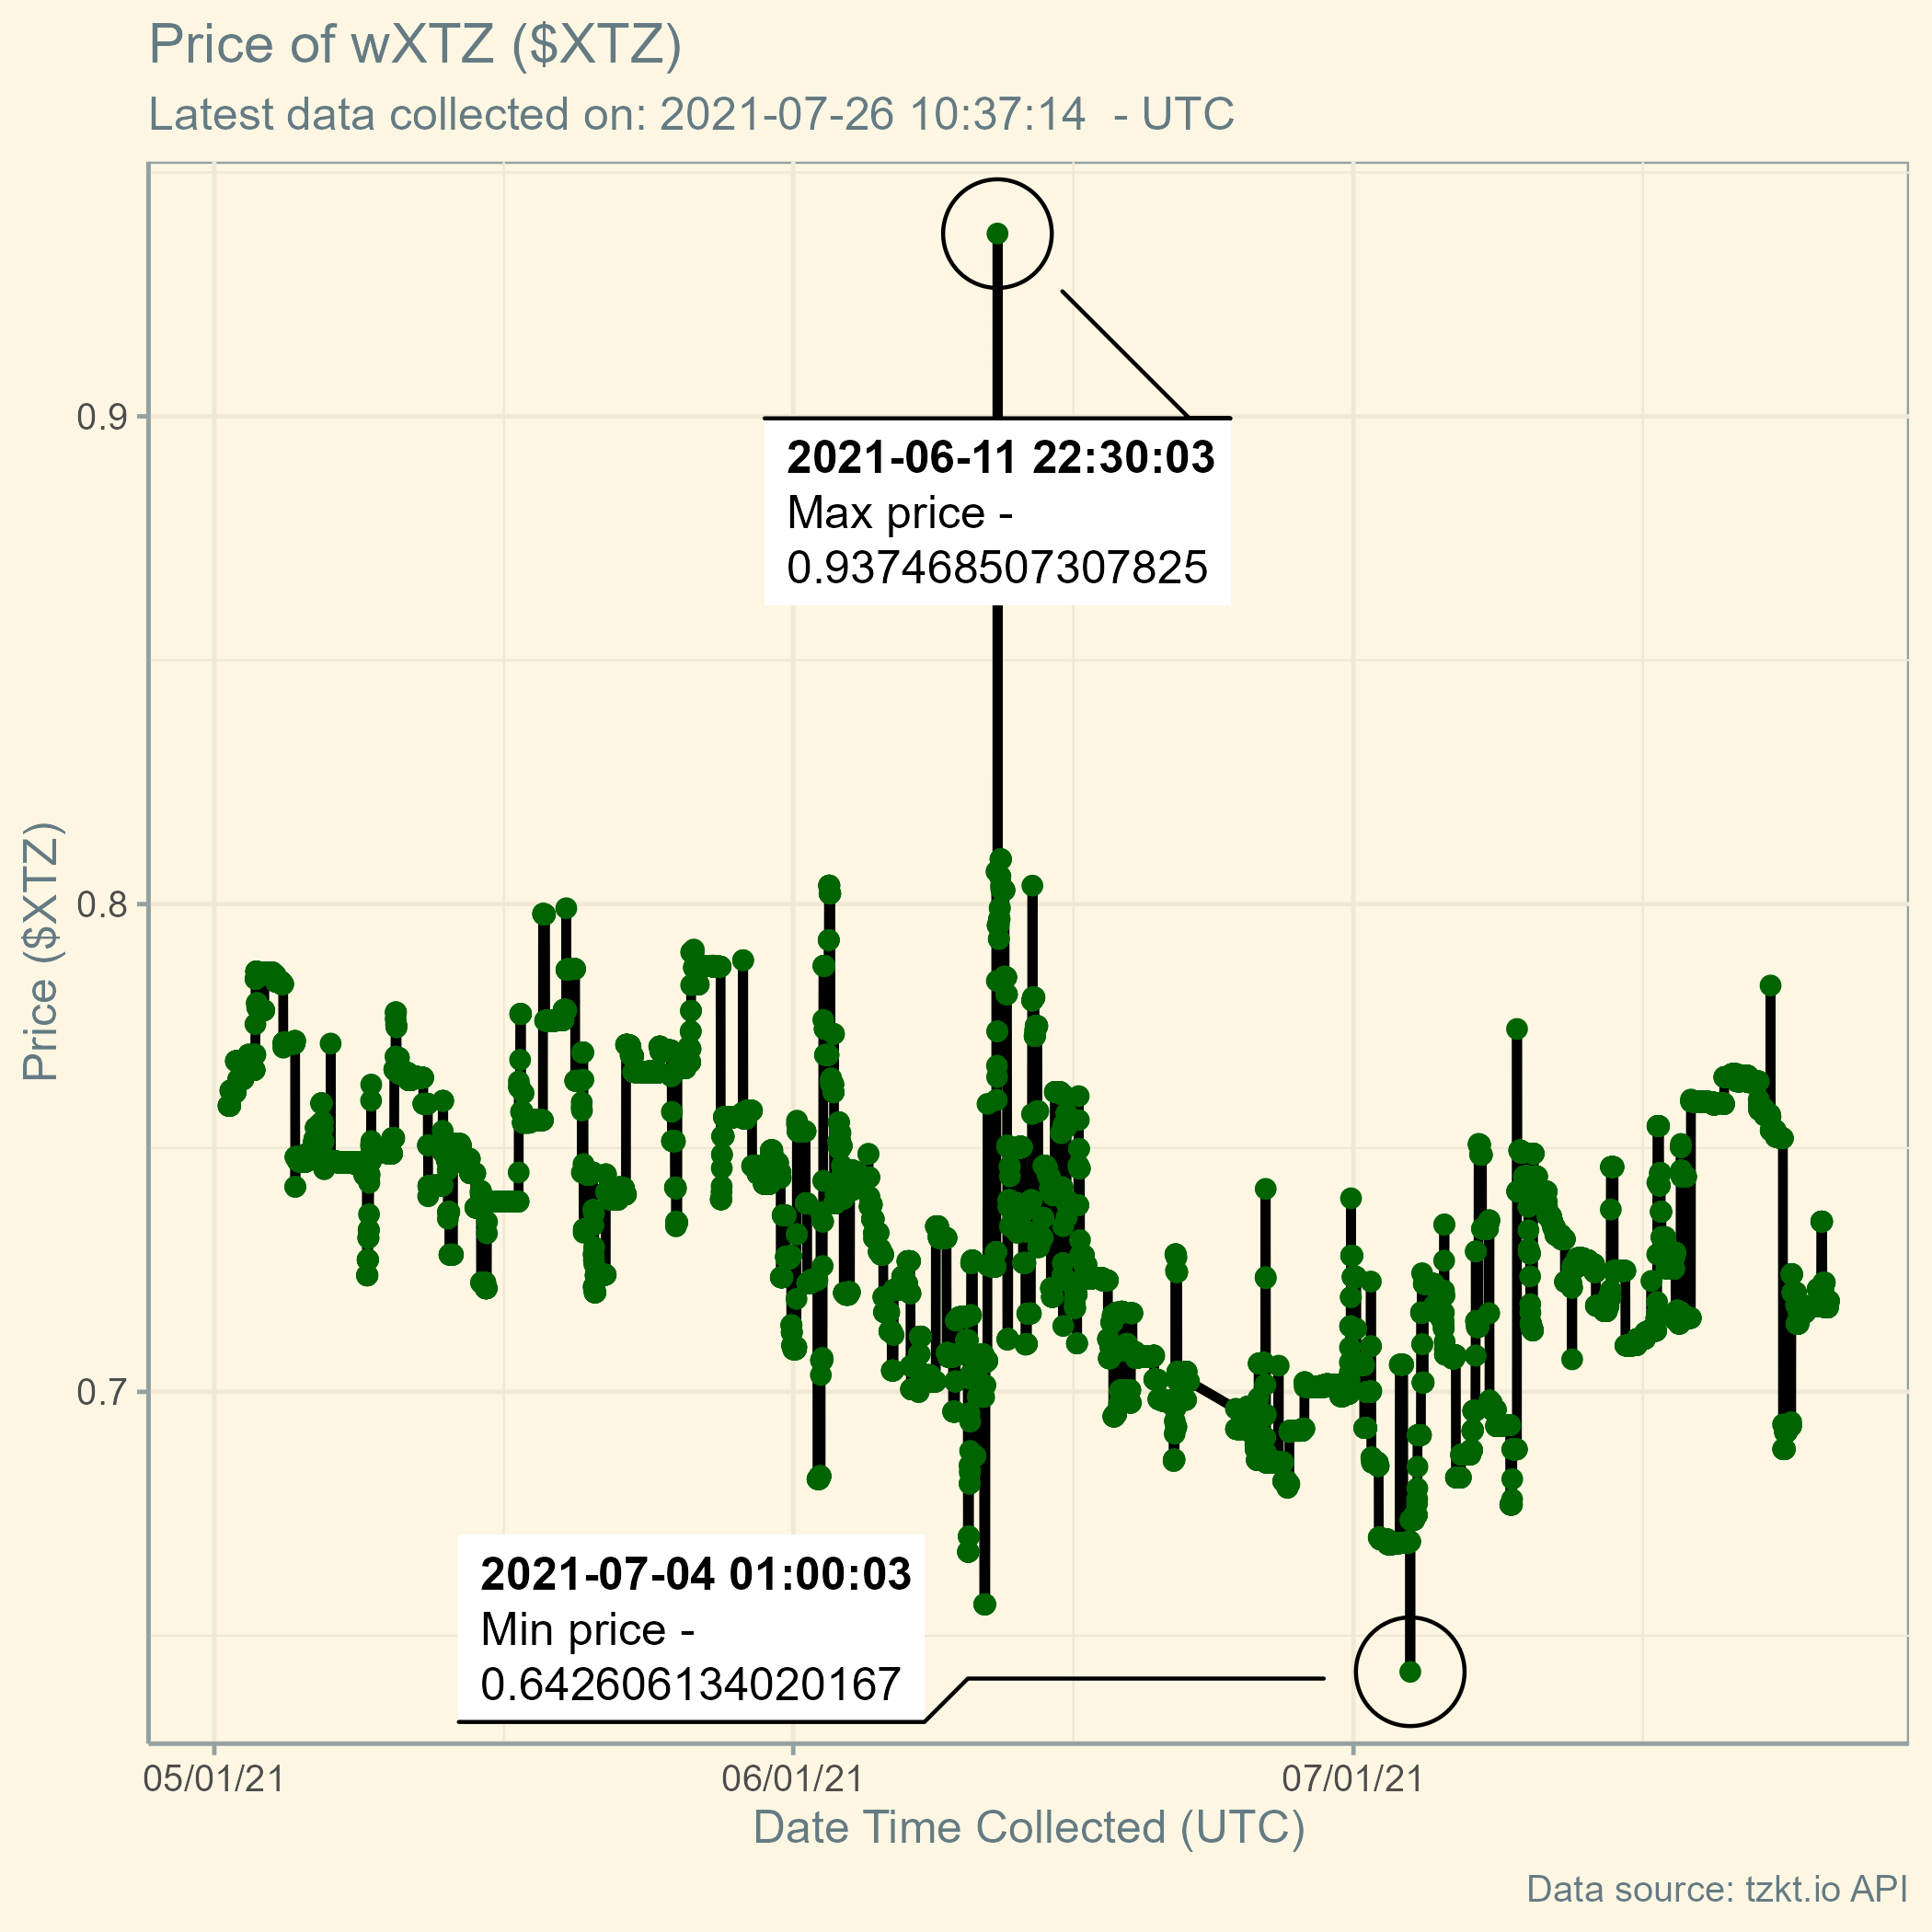 Price of wXTZ ($XTZ)
Latest data collected on: 2021-07-26 10:37:14  - UTC
Price ($XTZ)
0.9
0.8
0.7
2021-06-11 22:30:03
Max price -
0.937468507307825
2021-07-04 01:00:03
Min price -
0.642606134020167
05/01/21
06/01/21
07/01/21
Date Time Collected (UTC)
Data source: tzkt.io API